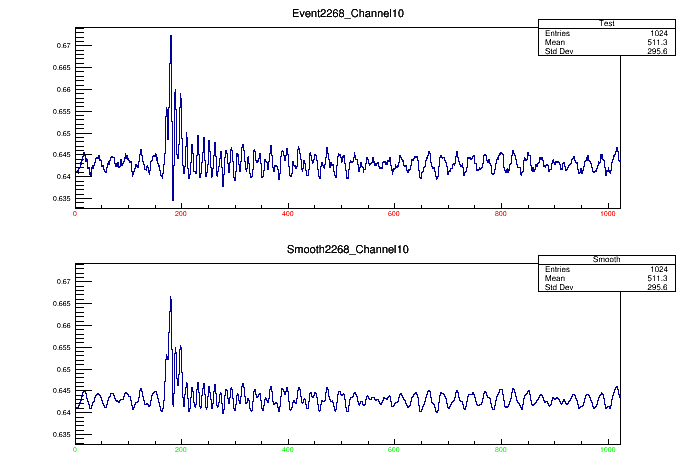 Event2268_Channel10
Test
Entries 1024
Mean 511.3
Std Dev 295.6
0.67
0.665
0.66
0.655
0.65
0.645
0.64
0.635
0 200 400 600 800 1000
Smooth2268_Channel10
Smooth
Entries 1024
Mean 511.3
Std Dev 295.6
0.67
0.665
0.66
0.655
0.65
0.645
0.64
0.635
0 200 400 600 800 1000